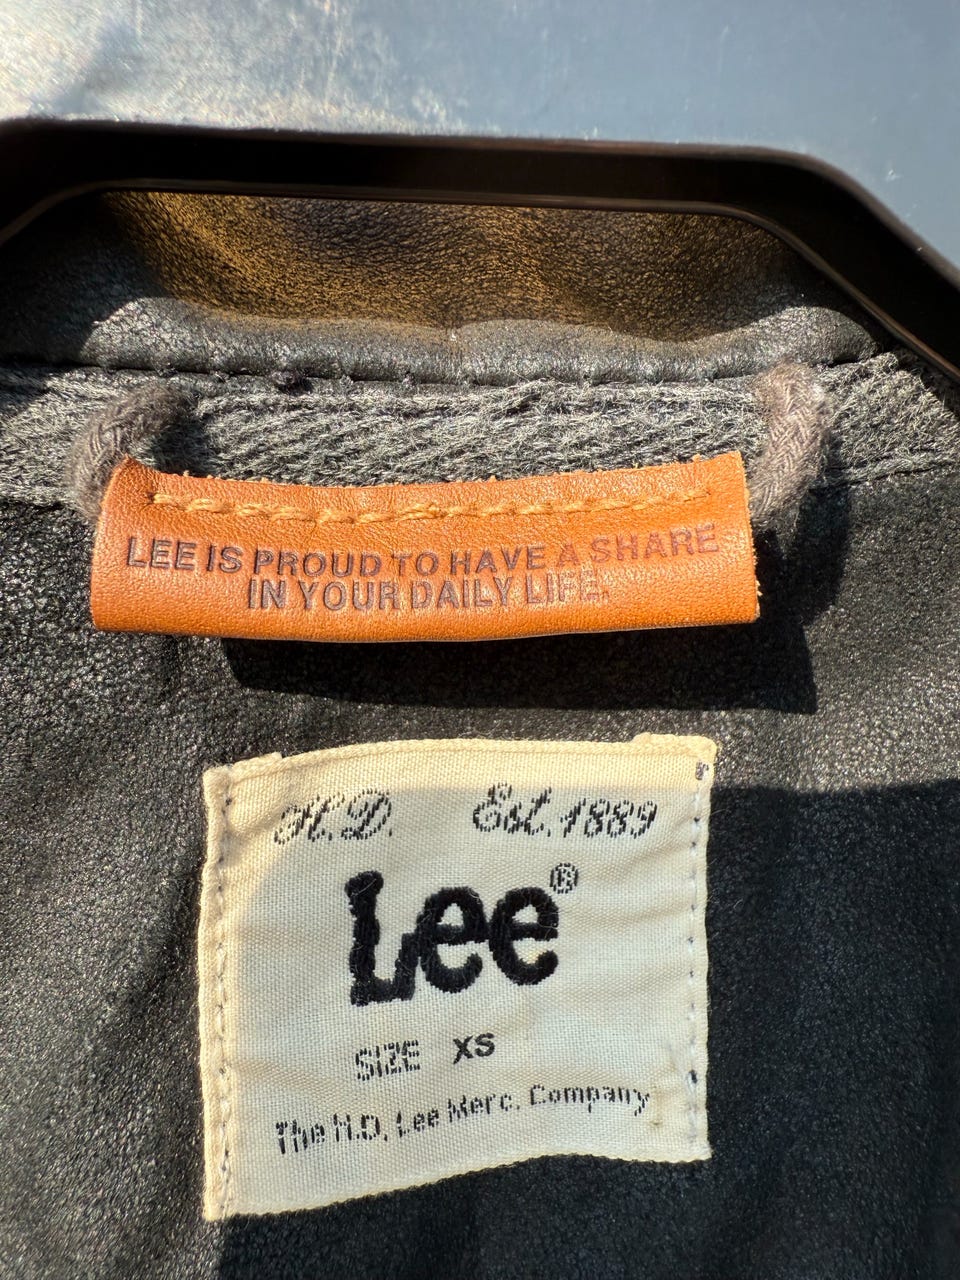 LEE IS PROUD TO HAVE A SHARE
IN YOUR DAILY LIFE.
H.D. Est. 1889
Lee®
SIZE XS
The H.D. Lee Merc. Company